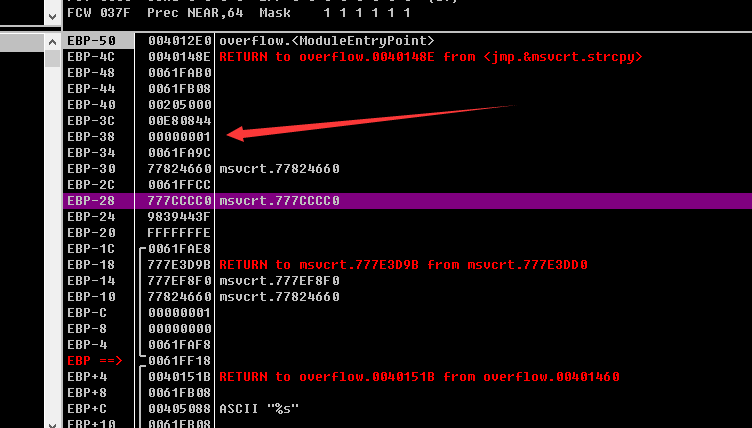 FCW 037F Prec NEAR,64 Mask 1 1 1 1 1 1
EBP-50 004012E0 overflow.<ModuleEntryPoint>
EBP-4C 0040148E RETURN to overflow.0040148E from <jmp.&msvcrt.strcpy>
EBP-48 0061FAB0
EBP-44 0061FB08
EBP-40 00205000
EBP-3C 00E80844
EBP-38 00000001
EBP-34 0061FA9C
EBP-30 77824660 msvcrt.77824660
EBP-2C 0061FFCC
EBP-28 777CCCC0 msvcrt.777CCCC0
EBP-24 9839443F
EBP-20 FFFFFFFE
EBP-1C 0061FAE8
EBP-18 777E3D9B RETURN to msvcrt.777E3D9B from msvcrt.777E3DD0
EBP-14 777EF8F0 msvcrt.777EF8F0
EBP-10 77824660 msvcrt.77824660
EBP-C 00000001
EBP-8 00000000
EBP-4 0061FAF8
EBP ==> 0061FF18
EBP+4 0040151B RETURN to overflow.0040151B from overflow.00401460
EBP+8 0061FB08
EBP+C 00405088 ASCII "%s"
EBP+10 0061FB08